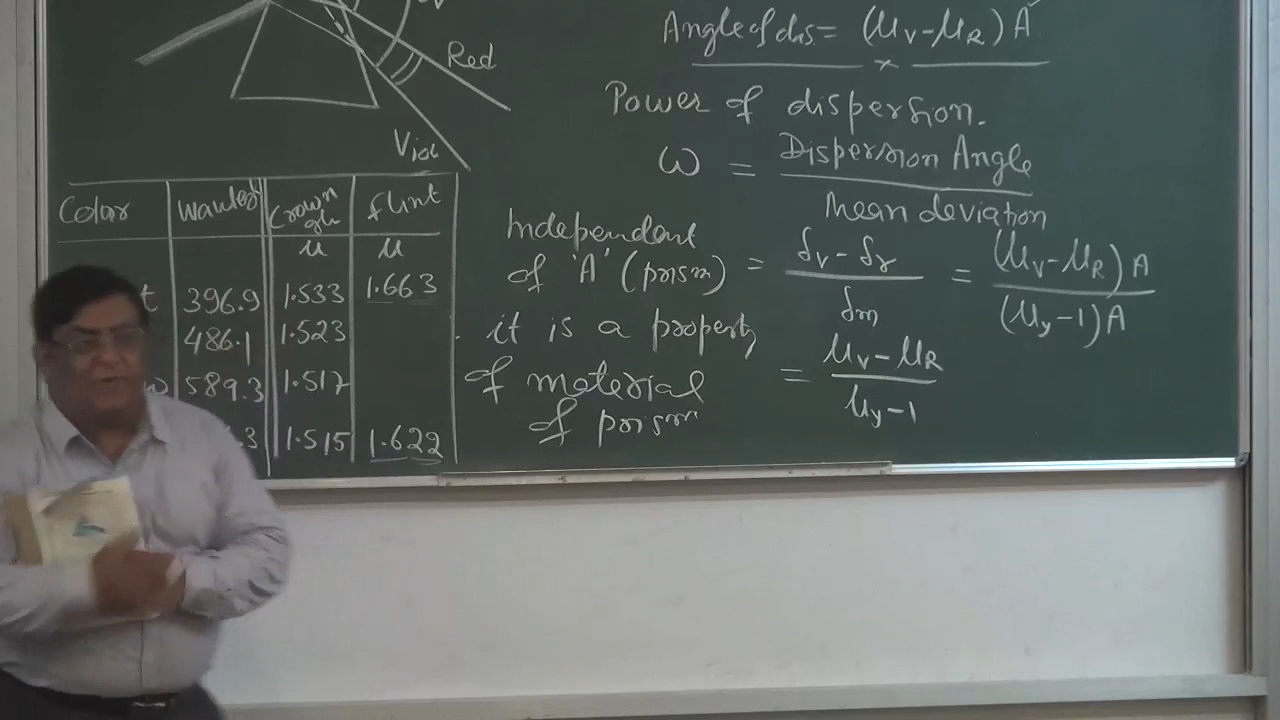 Red
Viol
Color Crown gls flint
μ μ
t 396.9 1.533 1.663
486.1 1.523
w 589.3 1.517
.3 1.515 1.622
Angle of dis = (μv-μR) A
×
Power of dispersion.
ω = Dispersion Angle
Mean deviation
Independent
of 'A' (prism) = δv - δr / δm = (μv-μR) A / (μy-1) A
it is a property
of material = μv-μR / μy-1
of prism